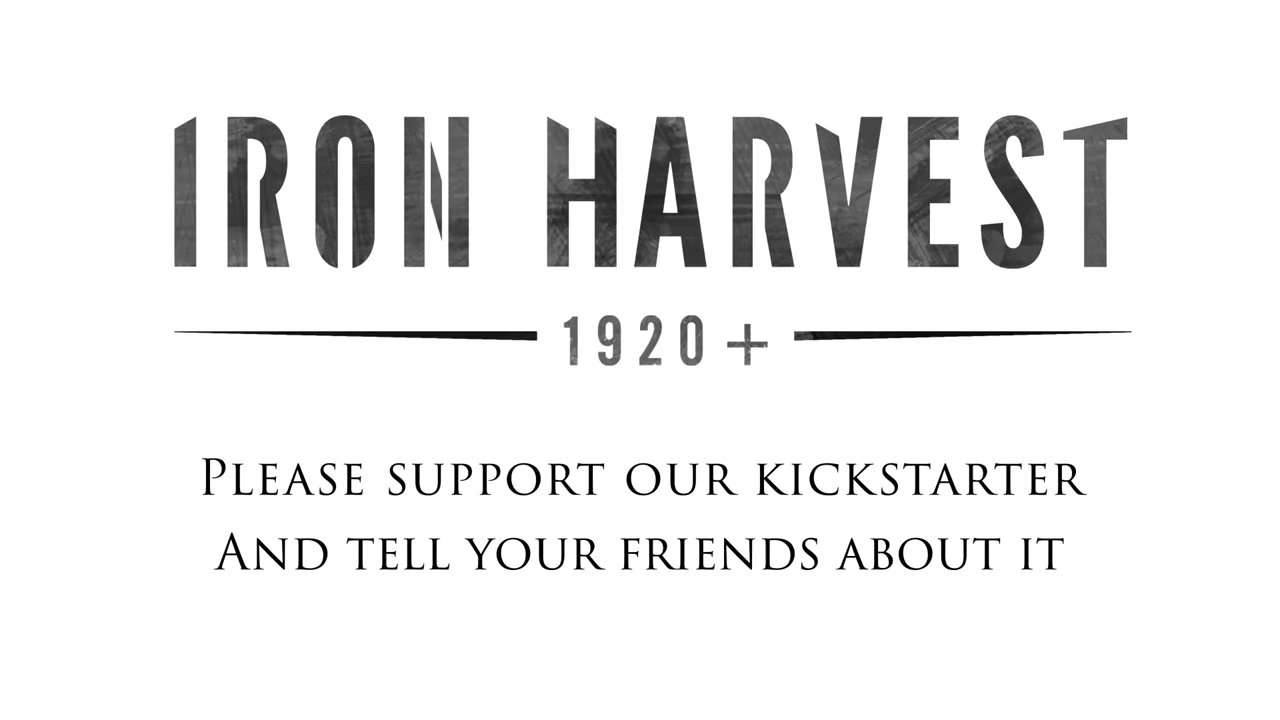 IRON HARVEST
1920+
PLEASE SUPPORT OUR KICKSTARTER
AND TELL YOUR FRIENDS ABOUT IT